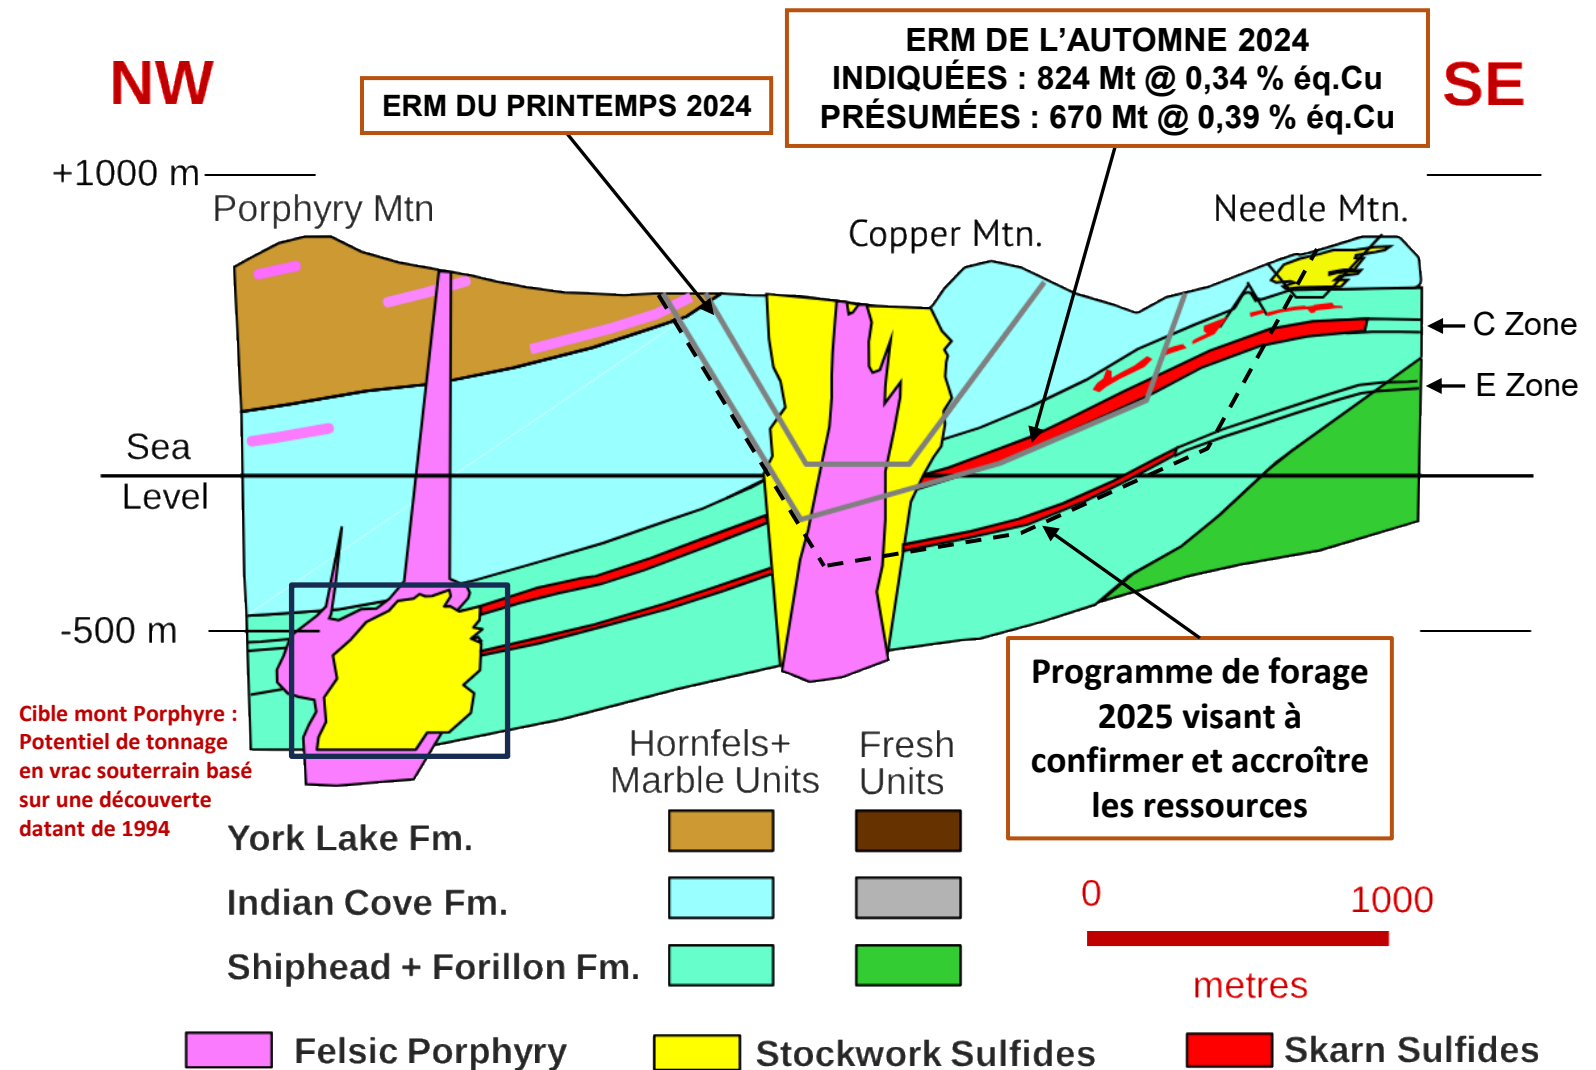 NW
ERM DU PRINTEMPS 2024
ERM DE L’AUTOMNE 2024
INDIQUÉES : 824 Mt @ 0,34 % éq.Cu
PRÉSUMÉES : 670 Mt @ 0,39 % éq.Cu
SE
+1000 m
Porphyry Mtn
Copper Mtn.
Needle Mtn.
C Zone
E Zone
Sea
Level
-500 m
Cible mont Porphyre :
Potentiel de tonnage
en vrac souterrain basé
sur une découverte
datant de 1994
Programme de forage
2025 visant à
confirmer et accroître
les ressources
Hornfels+
Marble Units
Fresh
Units
York Lake Fm.
Indian Cove Fm.
Shiphead + Forillon Fm.
0
1000
metres
Felsic Porphyry
Stockwork Sulfides
Skarn Sulfides